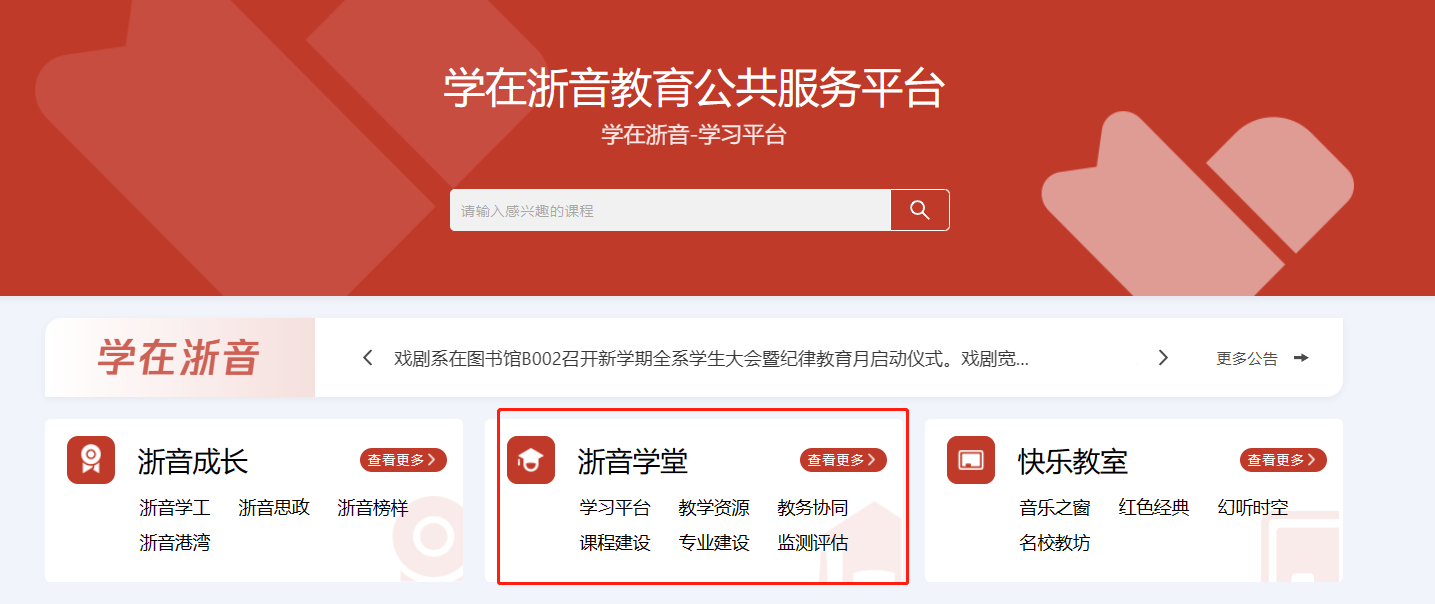 学在浙音教育公共服务平台
学在浙音-学习平台
请输入感兴趣的课程
学在浙音
戏剧系在图书馆B002召开新学期全系学生大会暨纪律教育月启动仪式。戏剧宽...
更多公告
浙音成长
查看更多
浙音学工 浙音思政 浙音榜样
浙音港湾
浙音学堂
查看更多
学习平台 教学资源 教务协同
课程建设 专业建设 监测评估
快乐教室
查看更多
音乐之窗 红色经典 幻听时空
名校教坊